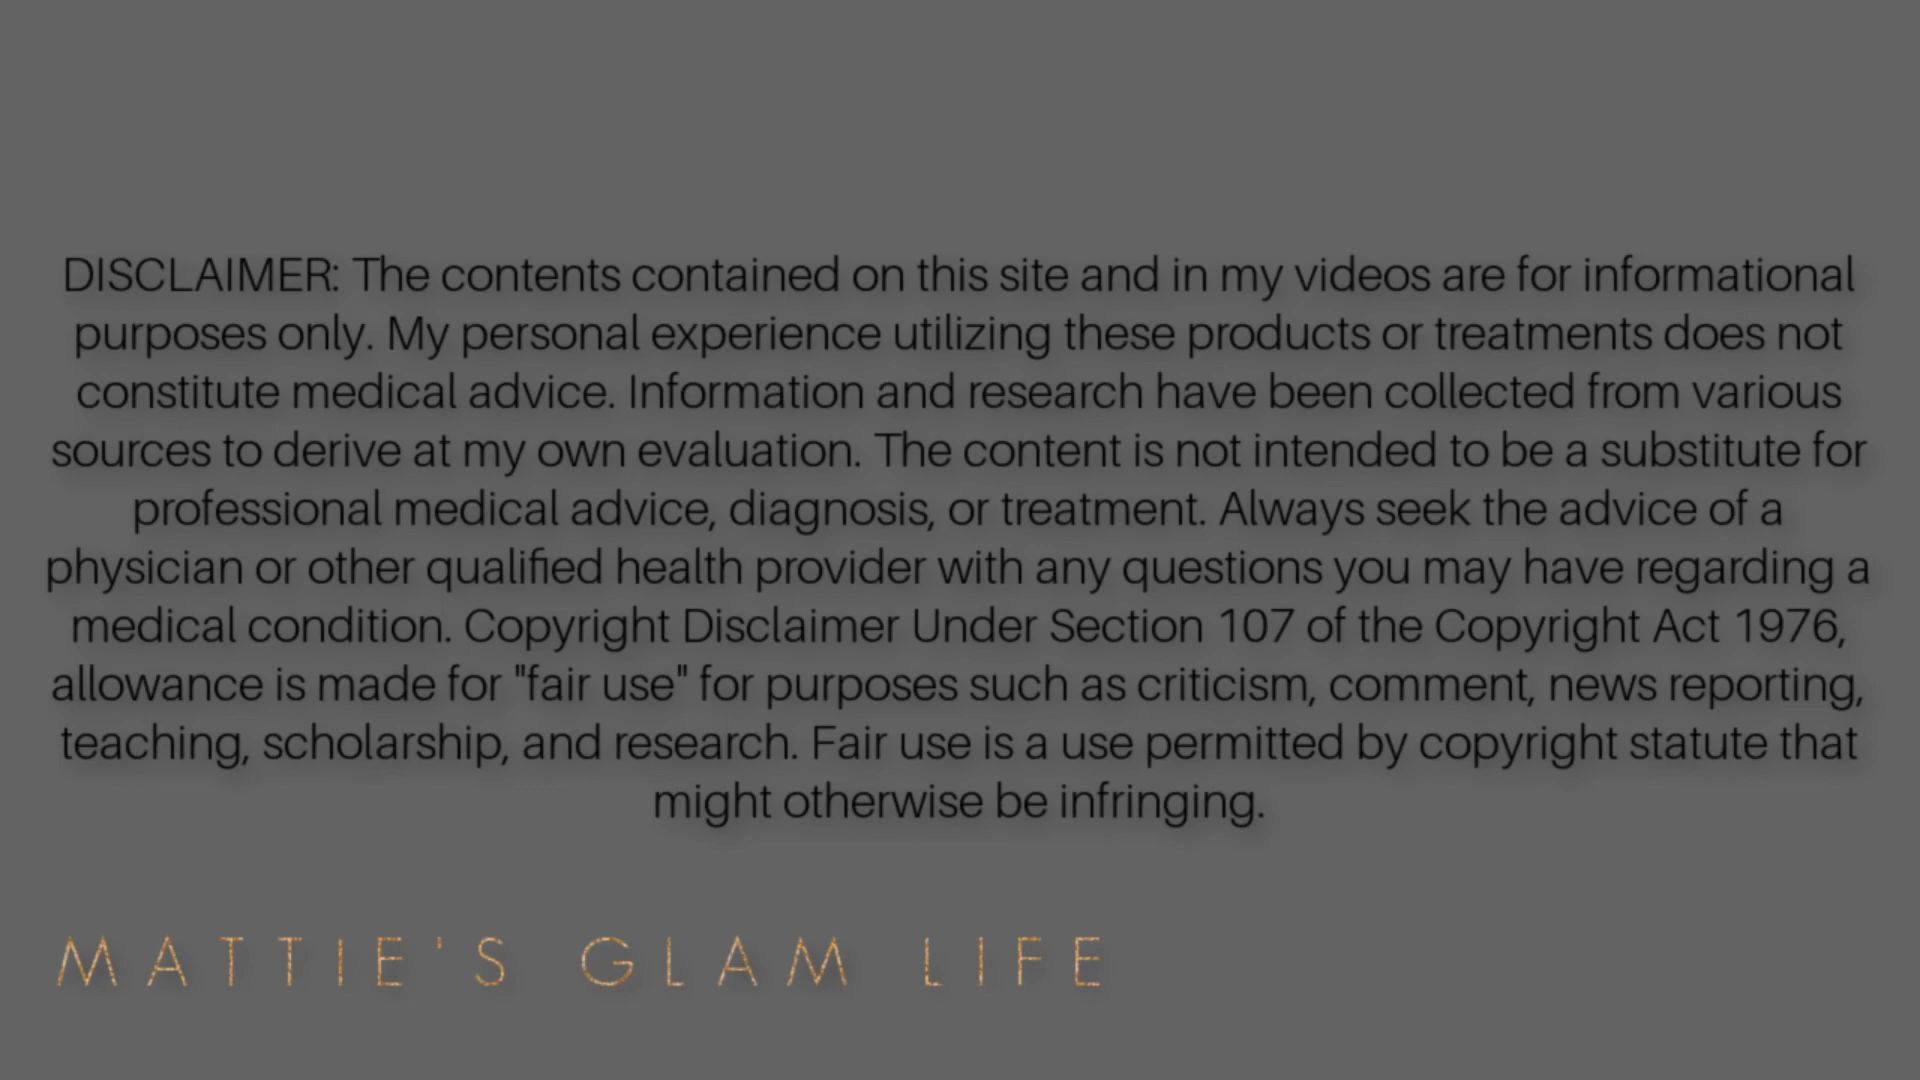 DISCLAIMER: The contents contained on this site and in my videos are for informational
purposes only. My personal experience utilizing these products or treatments does not
constitute medical advice. Information and research have been collected from various
sources to derive at my own evaluation. The content is not intended to be a substitute for
professional medical advice, diagnosis, or treatment. Always seek the advice of a
physician or other qualified health provider with any questions you may have regarding a
medical condition. Copyright Disclaimer Under Section 107 of the Copyright Act 1976,
allowance is made for "fair use" for purposes such as criticism, comment, news reporting,
teaching, scholarship, and research. Fair use is a use permitted by copyright statute that
might otherwise be infringing.
MATTIE'S GLAM LIFE